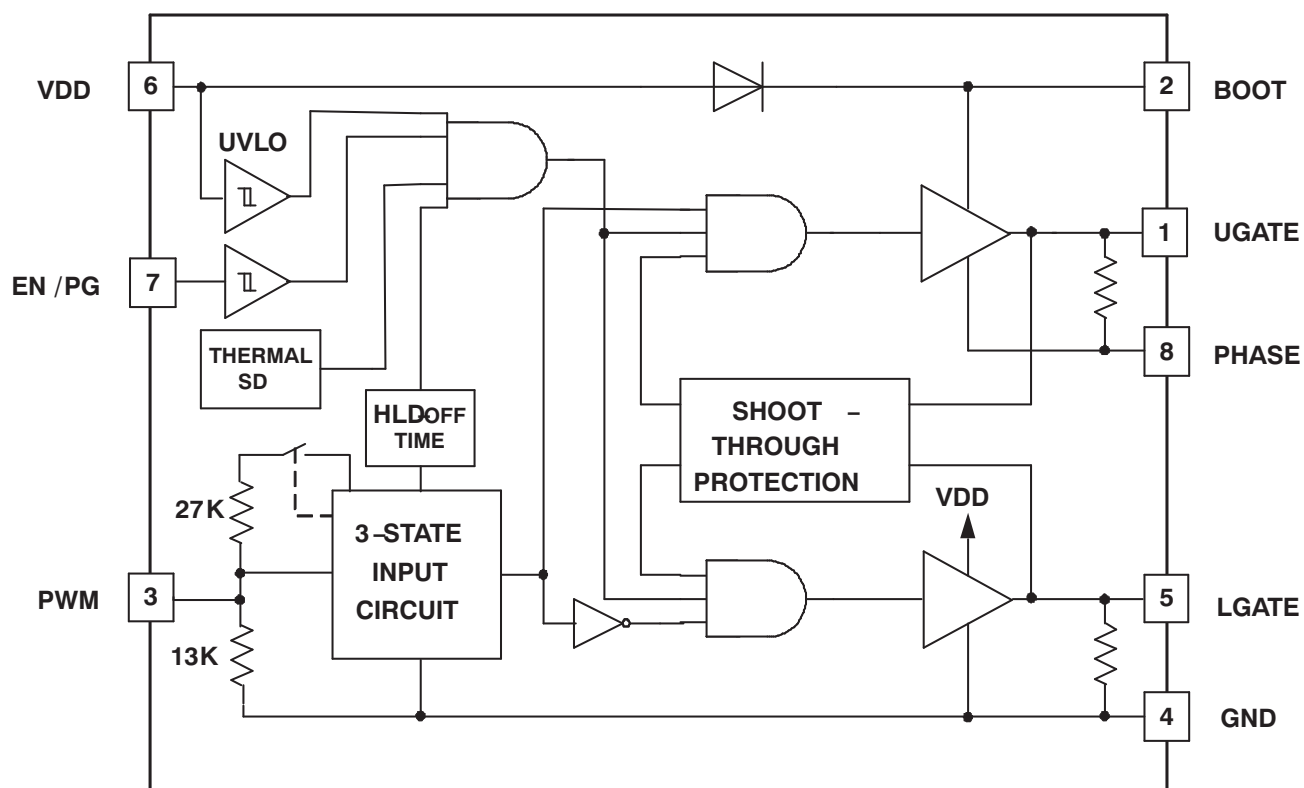 VDD
6
2
BOOT
UVLO
1
UGATE
EN /PG
7
THERMAL
SD
8
PHASE
HLD-OFF
TIME
SHOOT –
THROUGH
PROTECTION
27K
3–STATE
INPUT
CIRCUIT
VDD
PWM
3
5
LGATE
13K
4
GND